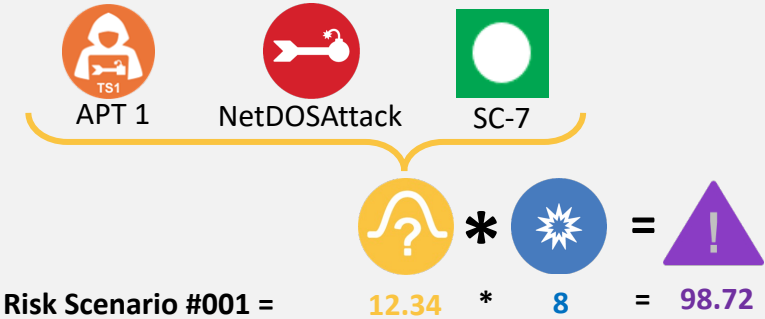 TS1
APT 1 NetDOSAttack SC-7
? * = !
Risk Scenario #001 = 12.34 * 8 = 98.72